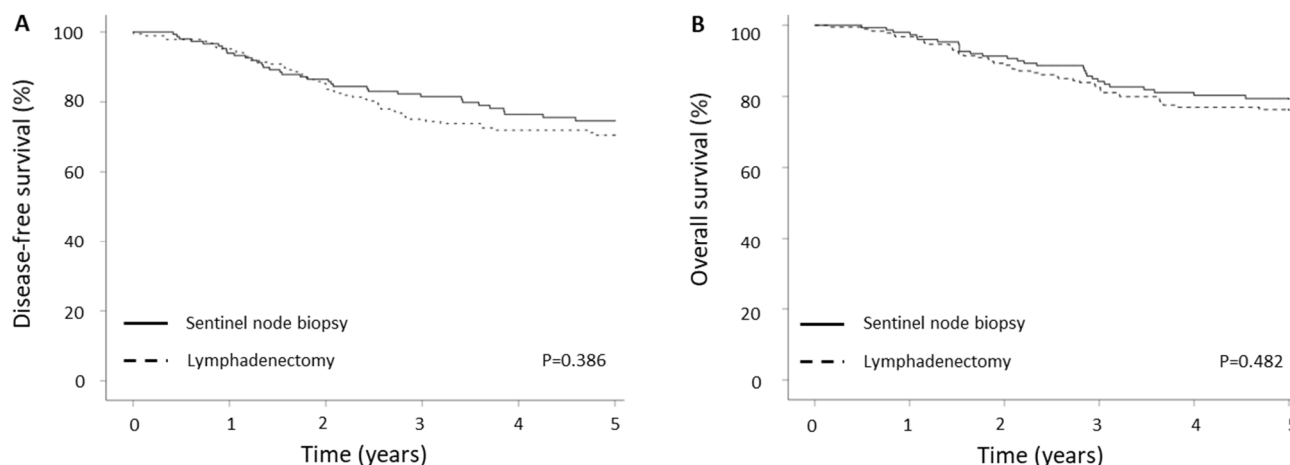 A
Disease-free survival (%)
100
80
60
40
20
0
Sentinel node biopsy
Lymphadenectomy
P=0.386
0 1 2 3 4 5
Time (years)
B
Overall survival (%)
100
80
60
40
20
0
Sentinel node biopsy
Lymphadenectomy
P=0.482
0 1 2 3 4 5
Time (years)